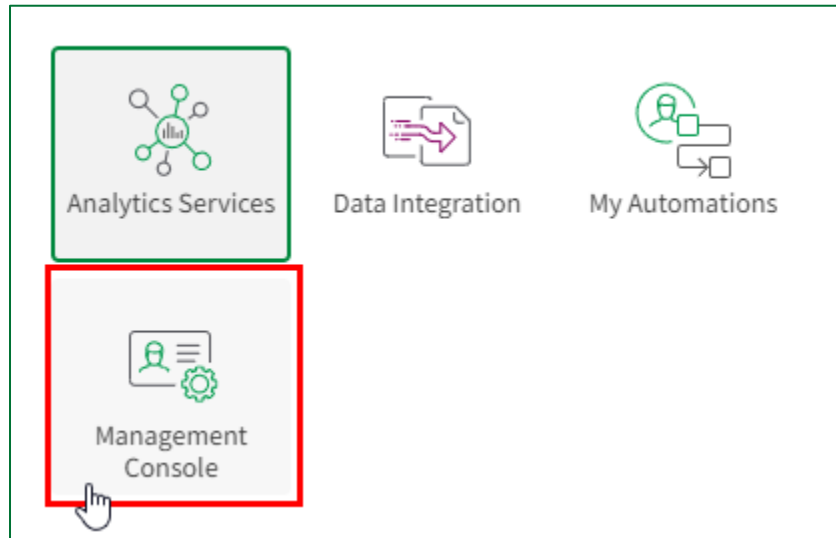 Analytics Services
Data Integration
My Automations
Management
Console